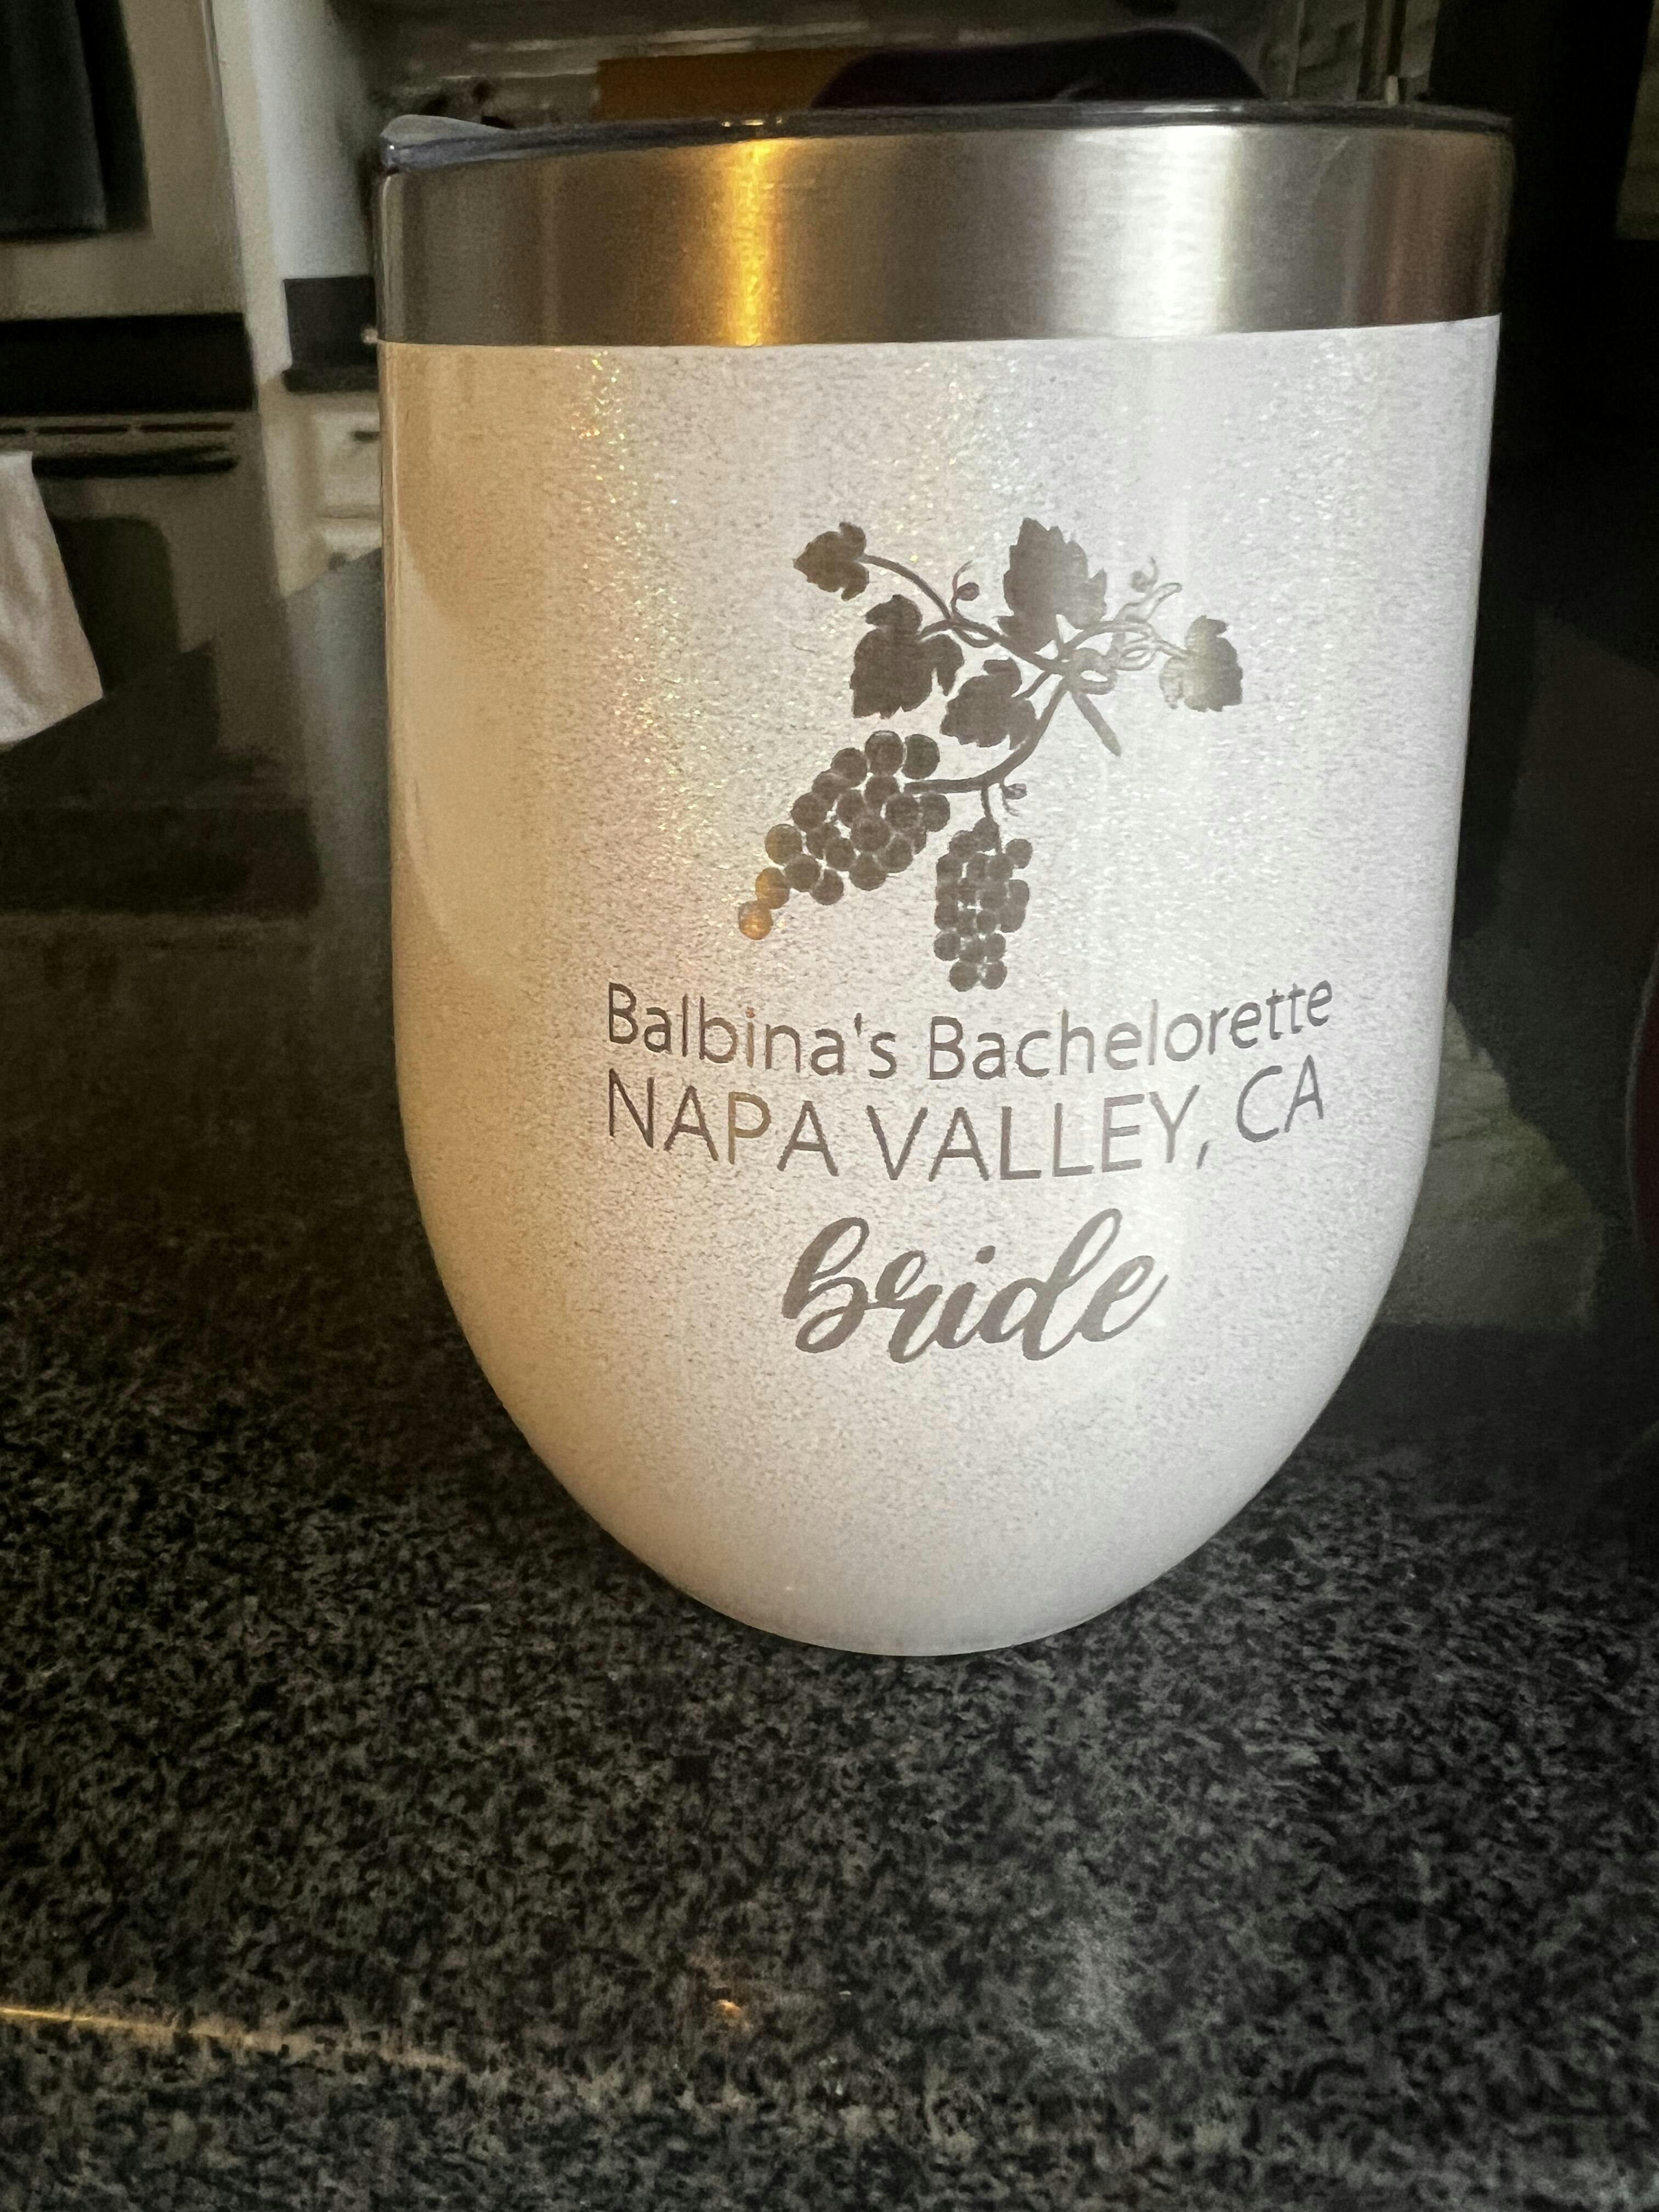 Balbina's Bachelorette
NAPA VALLEY, CA
bride